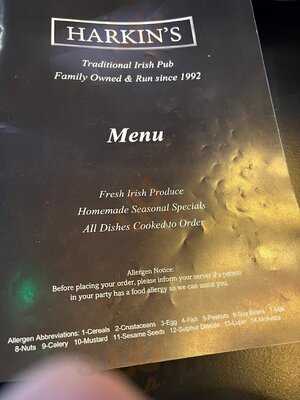 HARKIN'S
Traditional Irish Pub
Family Owned & Run since 1992
Menu
Fresh Irish Produce
Homemade Seasonal Specials
All Dishes Cooked to Order
Allergen Notice:
Before placing your order, please inform your server if a person
in your party has a food allergy so we can assist you.
Allergen Abbreviations: 1-Cereals 2-Crustaceans 3-Egg 4-Fish 5-Peanuts 6-Soy Beans 7-Milk
8-Nuts 9-Celery 10-Mustard 11-Sesame Seeds 12-Sulphur Dioxide 13-Lupin 14-Molluscs